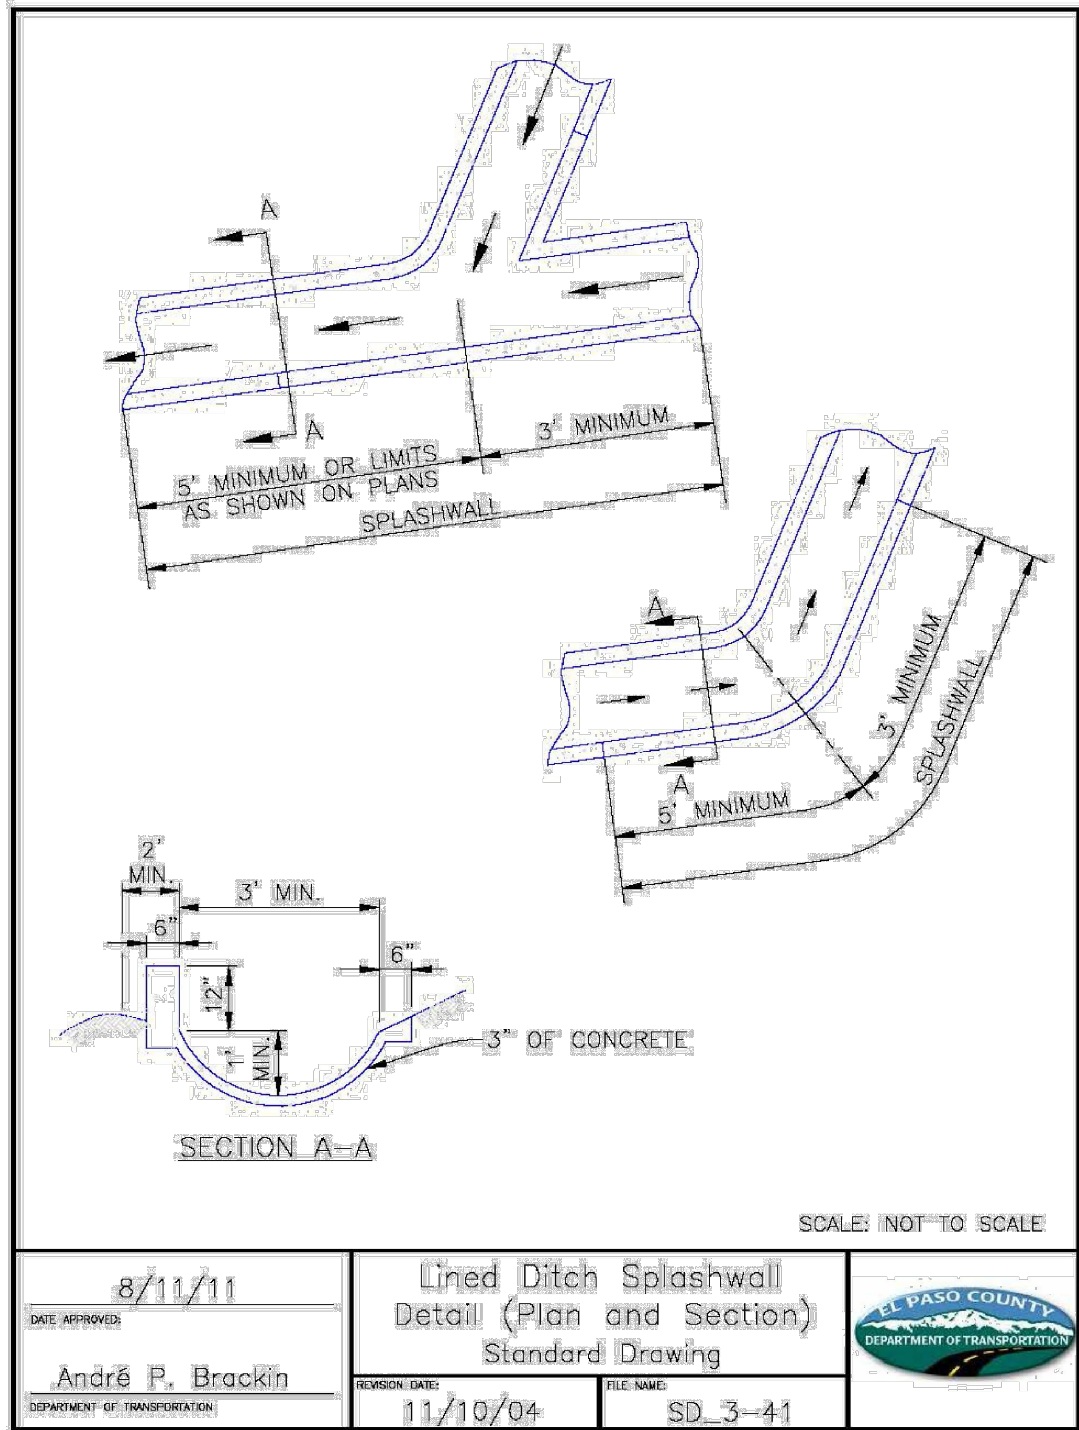 A
A
3' MINIMUM
5' MINIMUM OR LIMITS
AS SHOWN ON PLANS
SPLASHWALL
A
A
3' MINIMUM
SPLASHWALL
5' MINIMUM
2'
MIN.
3' MIN.
6"
6"
12"
1'
MIN.
3" OF CONCRETE
SECTION A-A
SCALE: NOT TO SCALE
8/11/11
DATE APPROVED:
André P. Brackin
DEPARTMENT OF TRANSPORTATION
Lined Ditch Splashwall
Detail (Plan and Section)
Standard Drawing
REVISION DATE:
11/10/04
FILE NAME:
SD_3-41
EL PASO COUNTY
DEPARTMENT OF TRANSPORTATION